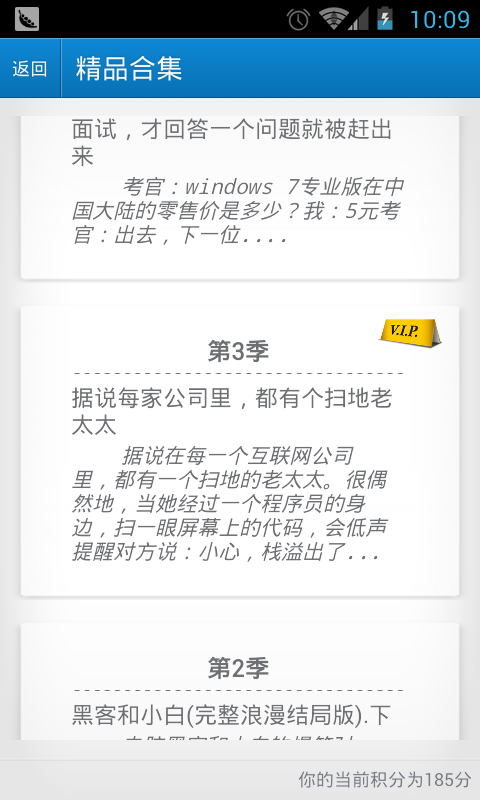 10:09
返回
精品合集
面试，才回答一个问题就被赶出
来
考官：windows 7专业版在中
国大陆的零售价是多少？我：5元考
官：出去，下一位....
V.I.P.
第3季
据说每家公司里，都有个扫地老
太太
据说在每一个互联网公司
里，都有一个扫地的老太太。很偶
然地，当她经过一个程序员的身
边，扫一眼屏幕上的代码，会低声
提醒对方说：小心，栈溢出了...
第2季
黑客和小白(完整浪漫结局版).下
你的当前积分为185分